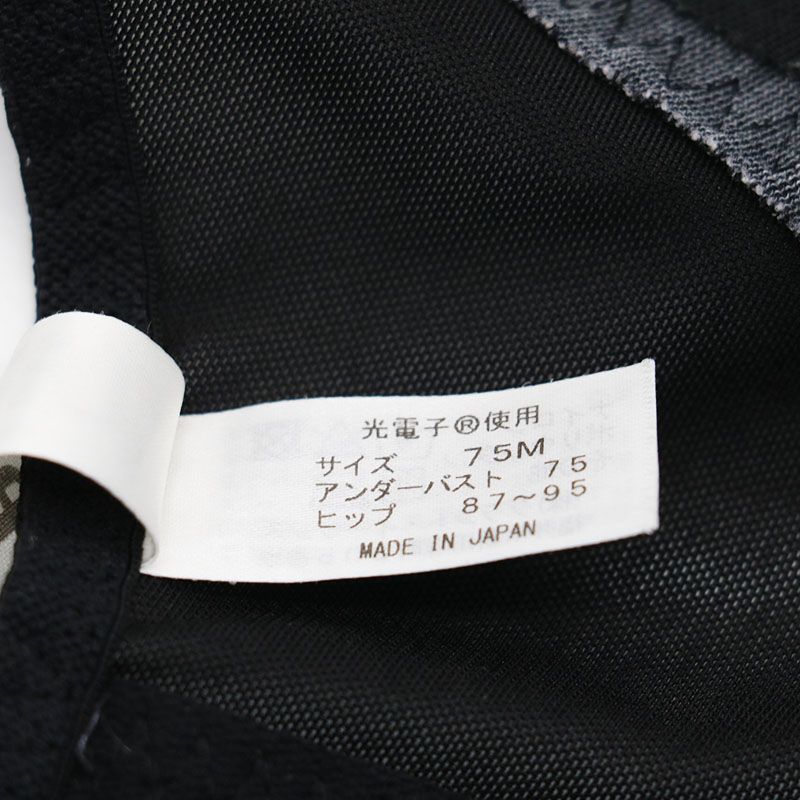 光電子®使用
サイズ 75M
アンダーバスト 75
ヒップ 87～95
MADE IN JAPAN